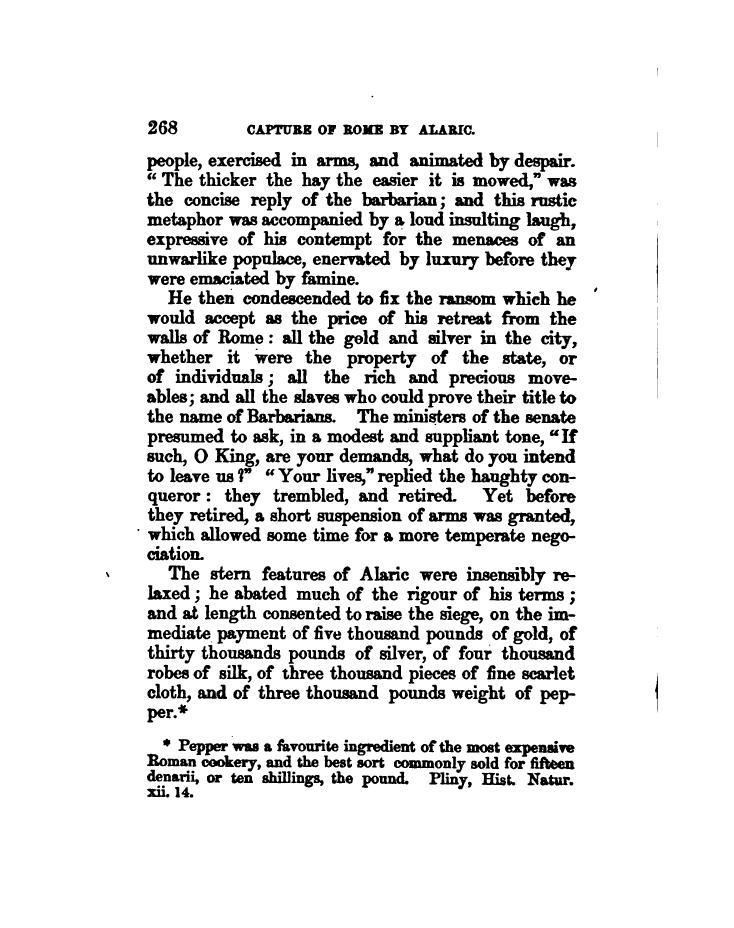 268 CAPTURE OF ROME BY ALARIC.
people, exercised in arms, and animated by despair.
“ The thicker the hay the easier it is mowed,” was
the concise reply of the barbarian; and this rustic
metaphor was accompanied by a loud insulting laugh,
expressive of his contempt for the menaces of an
unwarlike populace, enervated by luxury before they
were emaciated by famine.
He then condescended to fix the ransom which he
would accept as the price of his retreat from the
walls of Rome : all the gold and silver in the city,
whether it were the property of the state, or
of individuals ; all the rich and precious move-
ables; and all the slaves who could prove their title to
the name of Barbarians. The ministers of the senate
presumed to ask, in a modest and suppliant tone, “If
such, O King, are your demands, what do you intend
to leave us ?” “Your lives,” replied the haughty con-
queror : they trembled, and retired. Yet before
they retired, a short suspension of arms was granted,
which allowed some time for a more temperate nego-
ciation.
The stern features of Alaric were insensibly re-
laxed ; he abated much of the rigour of his terms ;
and at length consented to raise the siege, on the im-
mediate payment of five thousand pounds of gold, of
thirty thousands pounds of silver, of four thousand
robes of silk, of three thousand pieces of fine scarlet
cloth, and of three thousand pounds weight of pep-
per.*
* Pepper was a favourite ingredient of the most expensive
Roman cookery, and the best sort commonly sold for fifteen
denarii, or ten shillings, the pound. Pliny, Hist. Natur.
xii. 14.